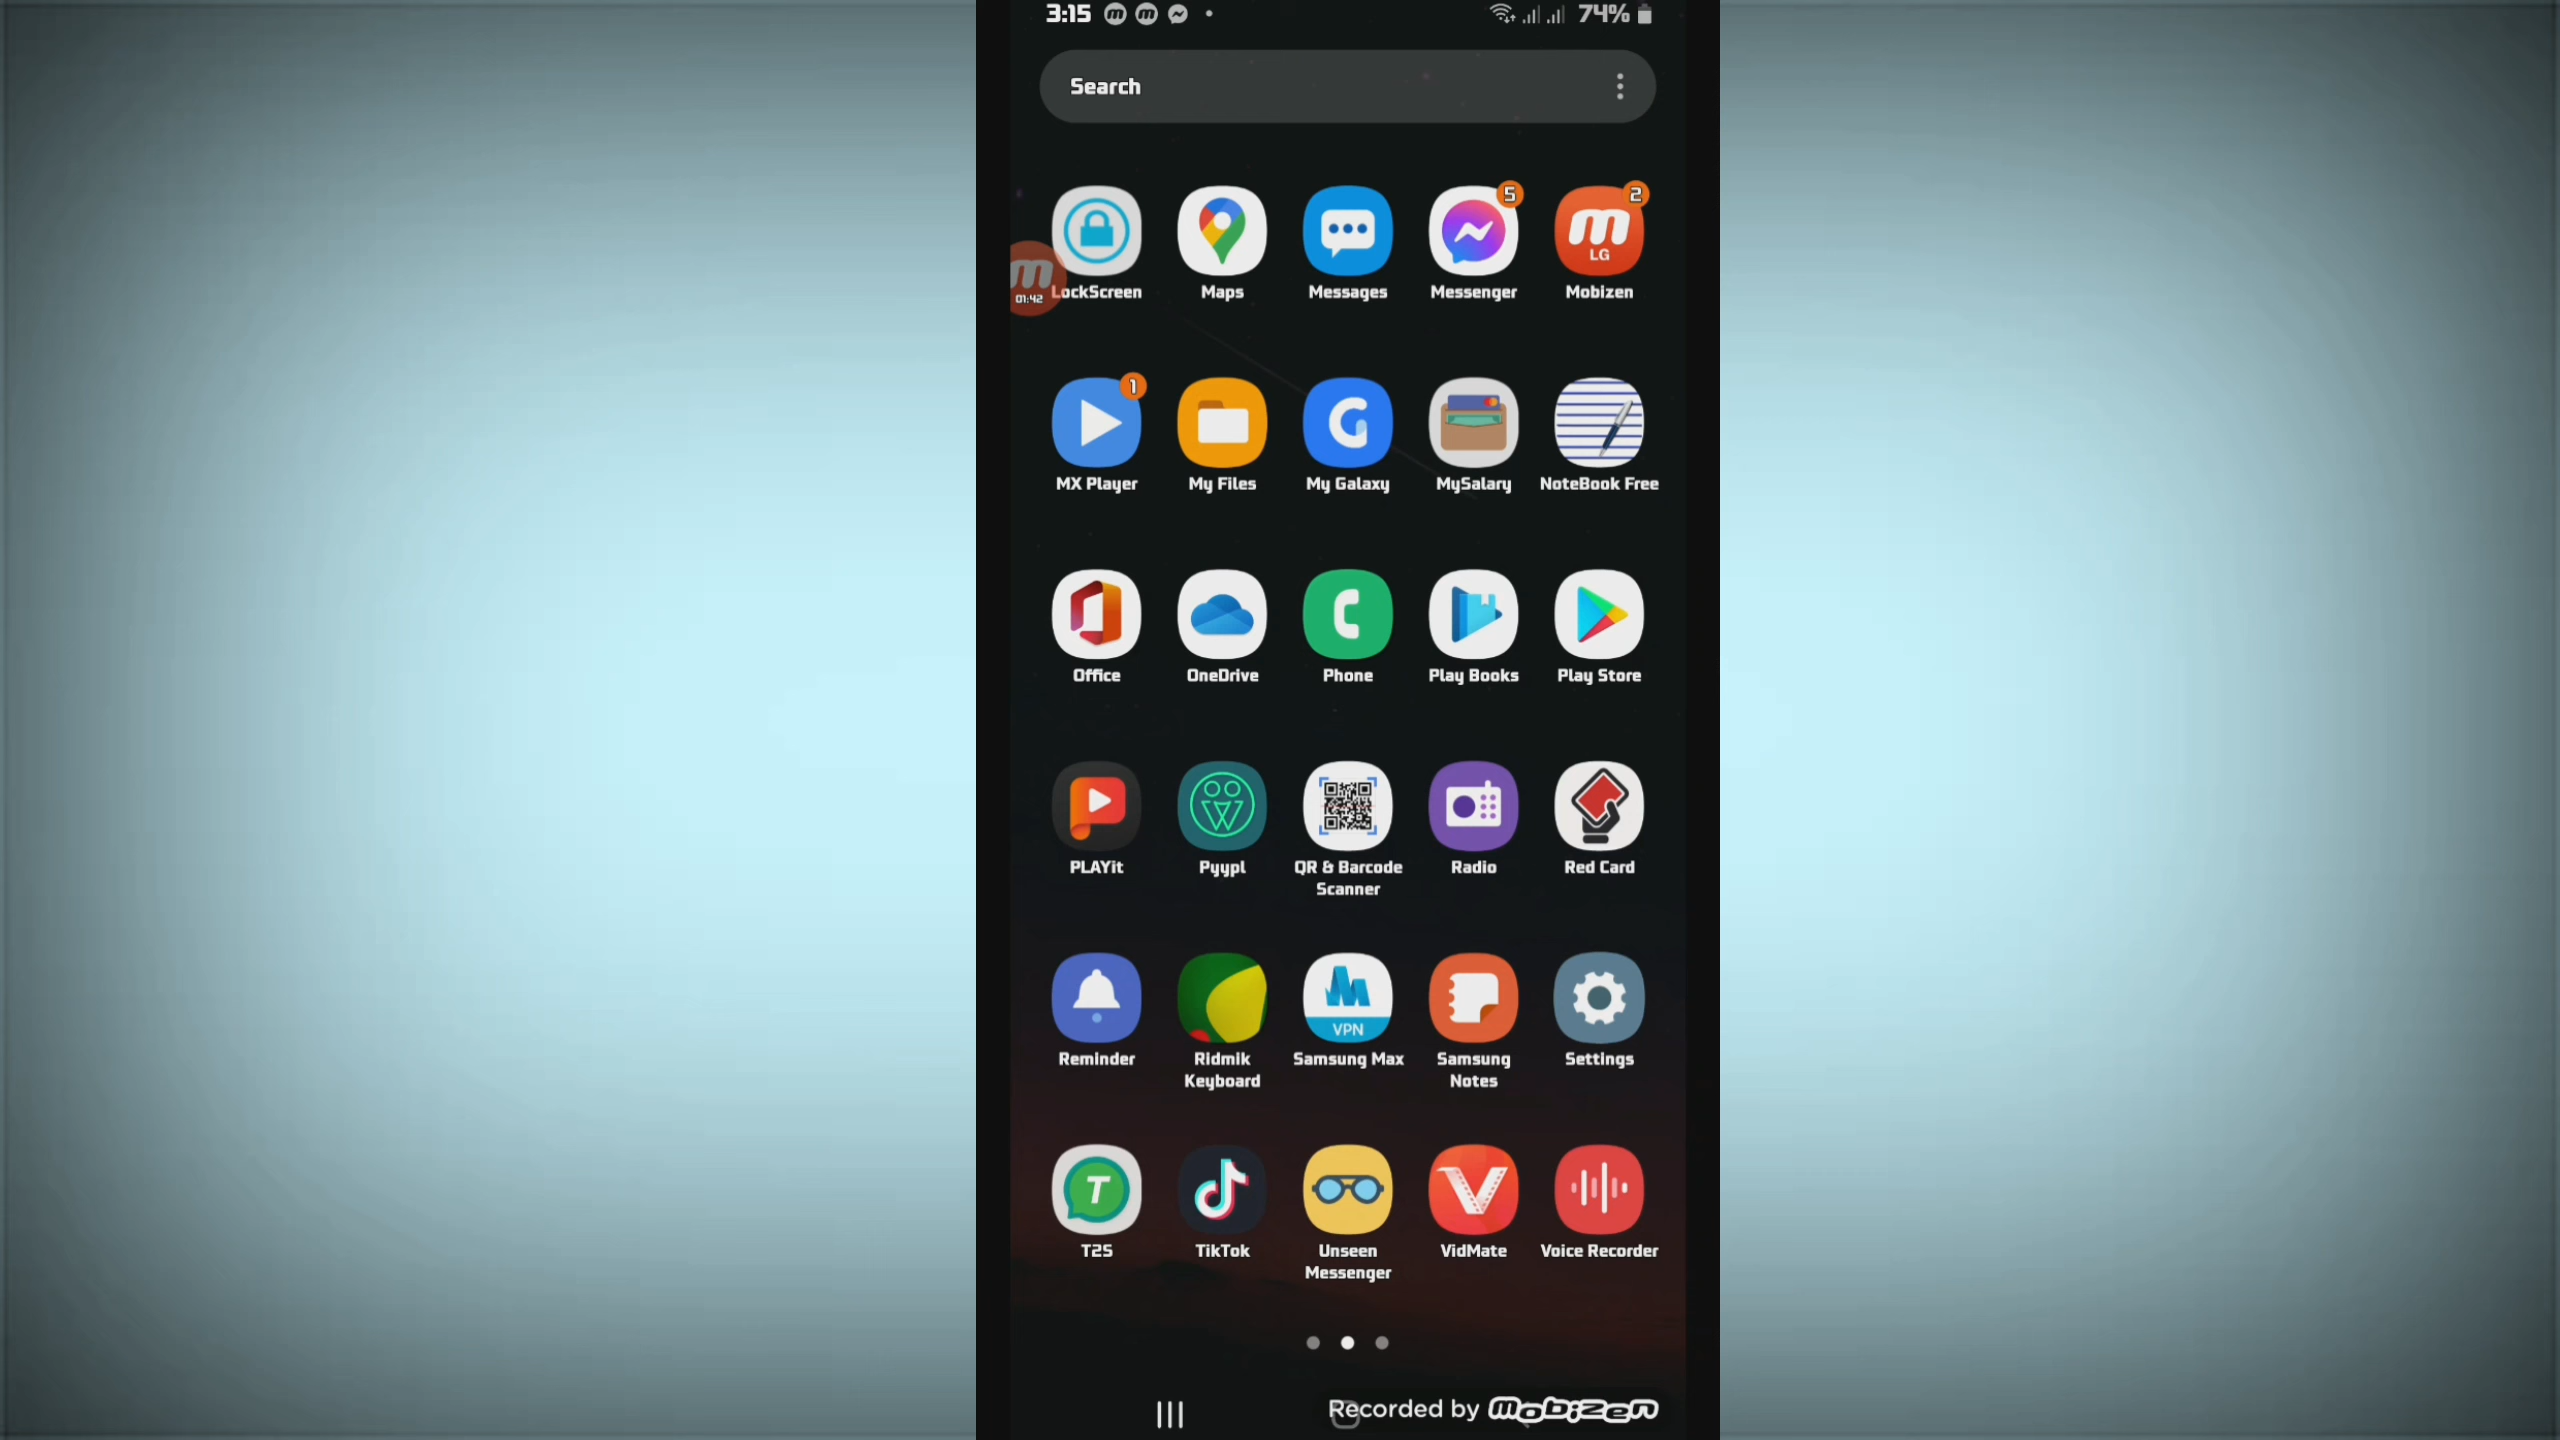 3:15
74%
Search
5
2
LG
01:42
LockScreen
Maps
Messages
Messenger
Mobizen
1
MX Player
My Files
My Galaxy
MySalary
NoteBook Free
Office
OneDrive
Phone
Play Books
Play Store
PLAYit
Pyypl
QR & Barcode
Scanner
Radio
Red Card
VPN
Reminder
Ridmik
Keyboard
Samsung Max
Samsung
Notes
Settings
T
T2S
TikTok
Unseen
Messenger
VidMate
Voice Recorder
Recorded by mobizen